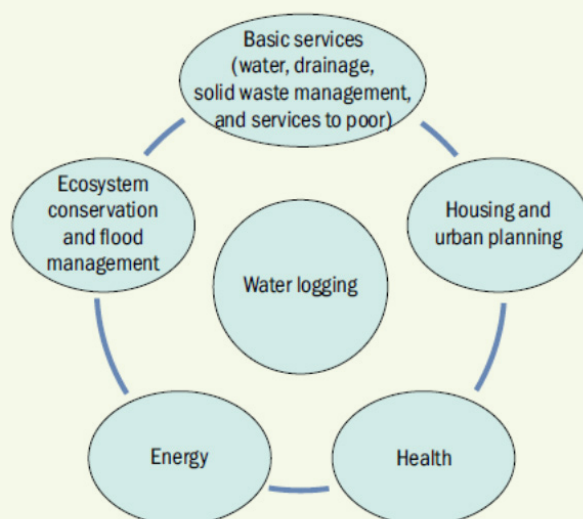 Basic services
(water, drainage,
solid waste management,
and services to poor)
Ecosystem
conservation
and flood
management
Housing and
urban planning
Water logging
Energy
Health